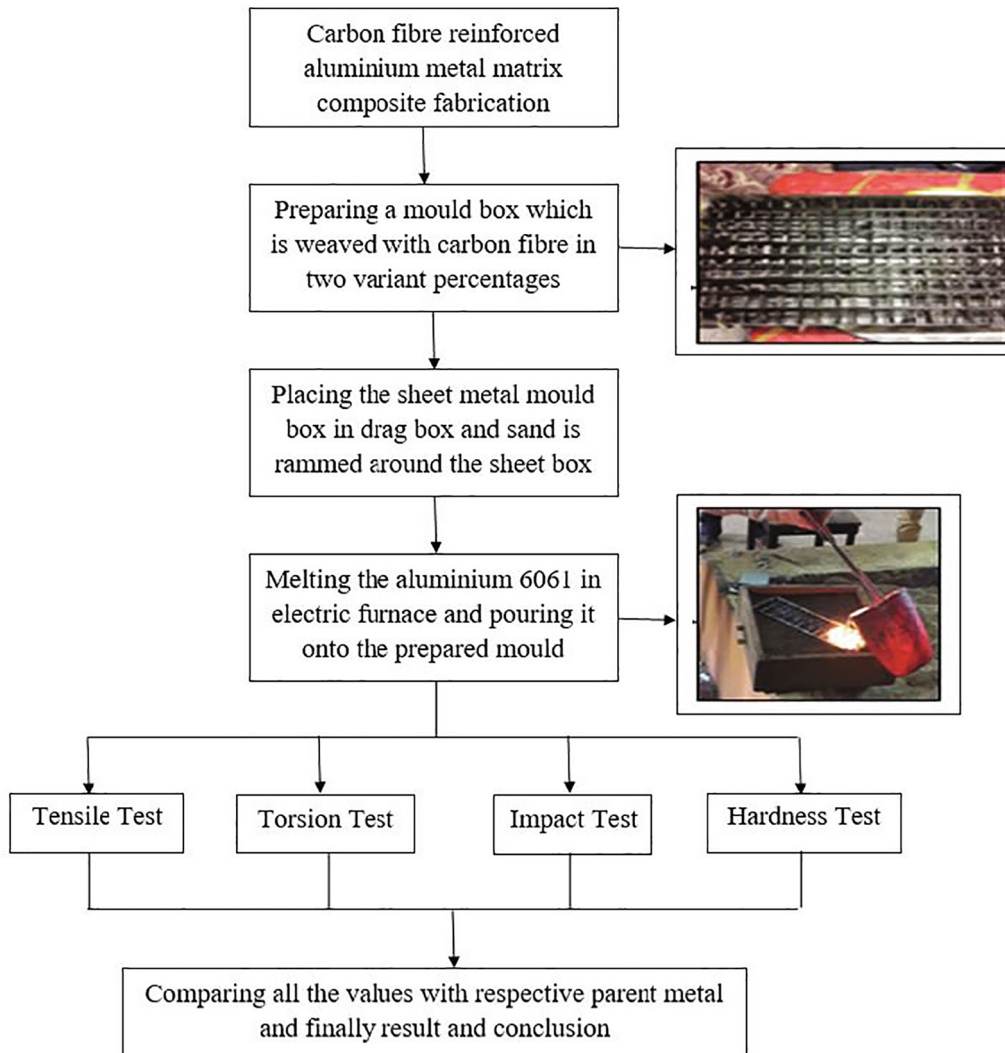 Carbon fibre reinforced
aluminium metal matrix
composite fabrication
Preparing a mould box which
is weaved with carbon fibre in
two variant percentages
Placing the sheet metal mould
box in drag box and sand is
rammed around the sheet box
Melting the aluminium 6061 in
electric furnace and pouring it
onto the prepared mould
Tensile Test
Torsion Test
Impact Test
Hardness Test
Comparing all the values with respective parent metal
and finally result and conclusion